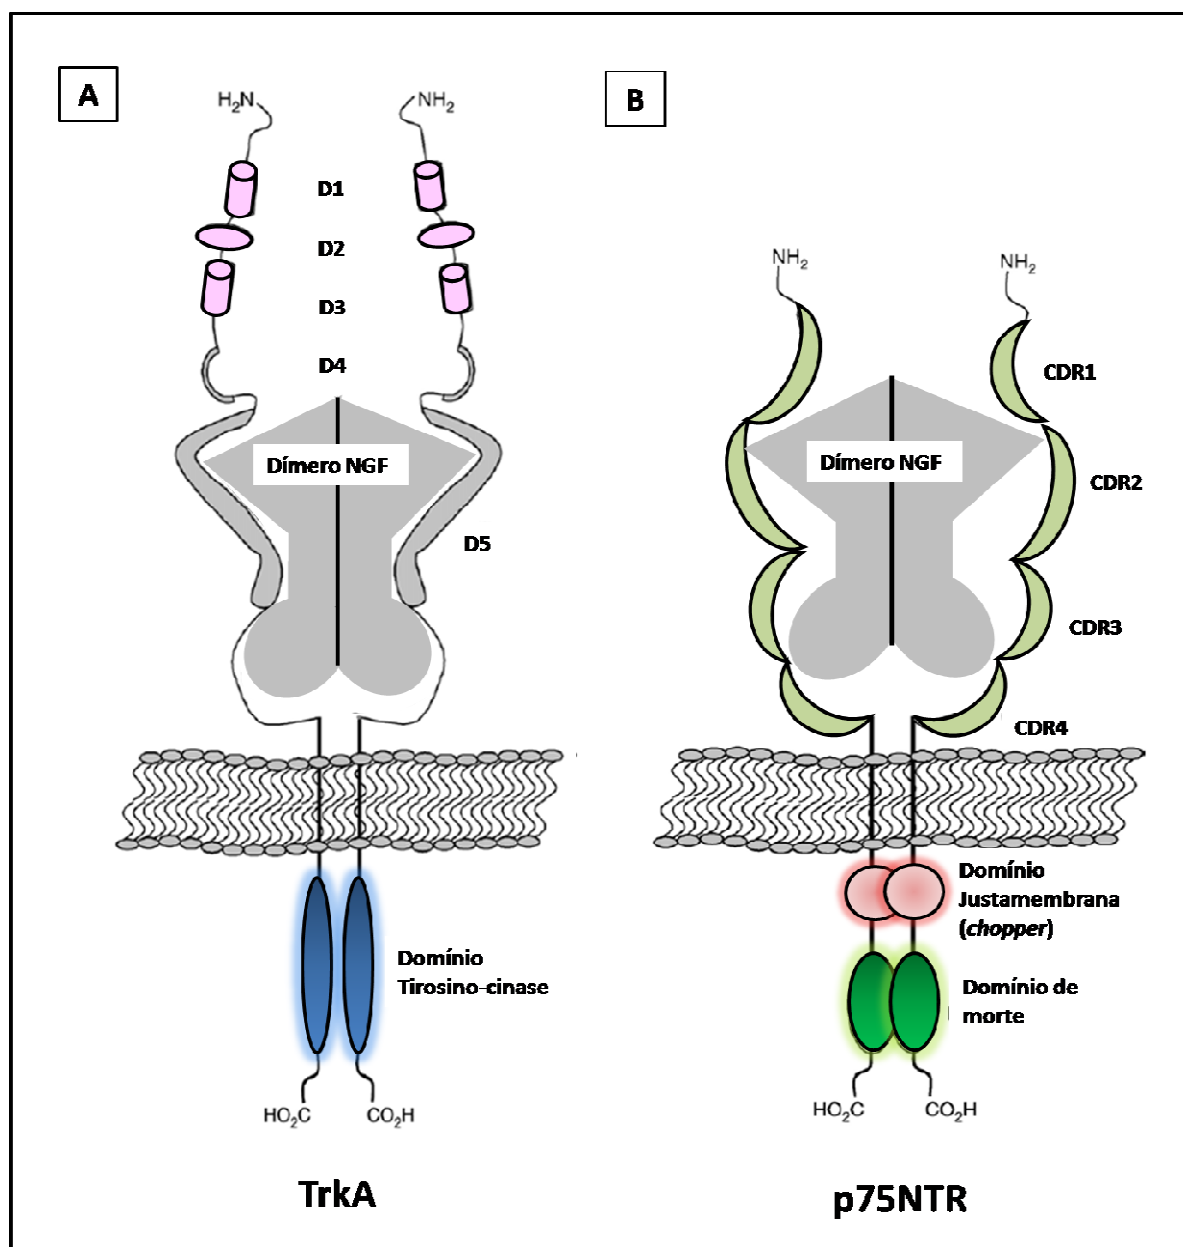 A
H₂N
NH₂
D1
D2
D3
D4
Dímero NGF
D5
Domínio
Tirosino-cinase
HO₂C
CO₂H
TrkA
B
NH₂
NH₂
CDR1
Dímero NGF
CDR2
CDR3
CDR4
Domínio
Justamembrana
(chopper)
Domínio de
morte
HO₂C
CO₂H
p75NTR